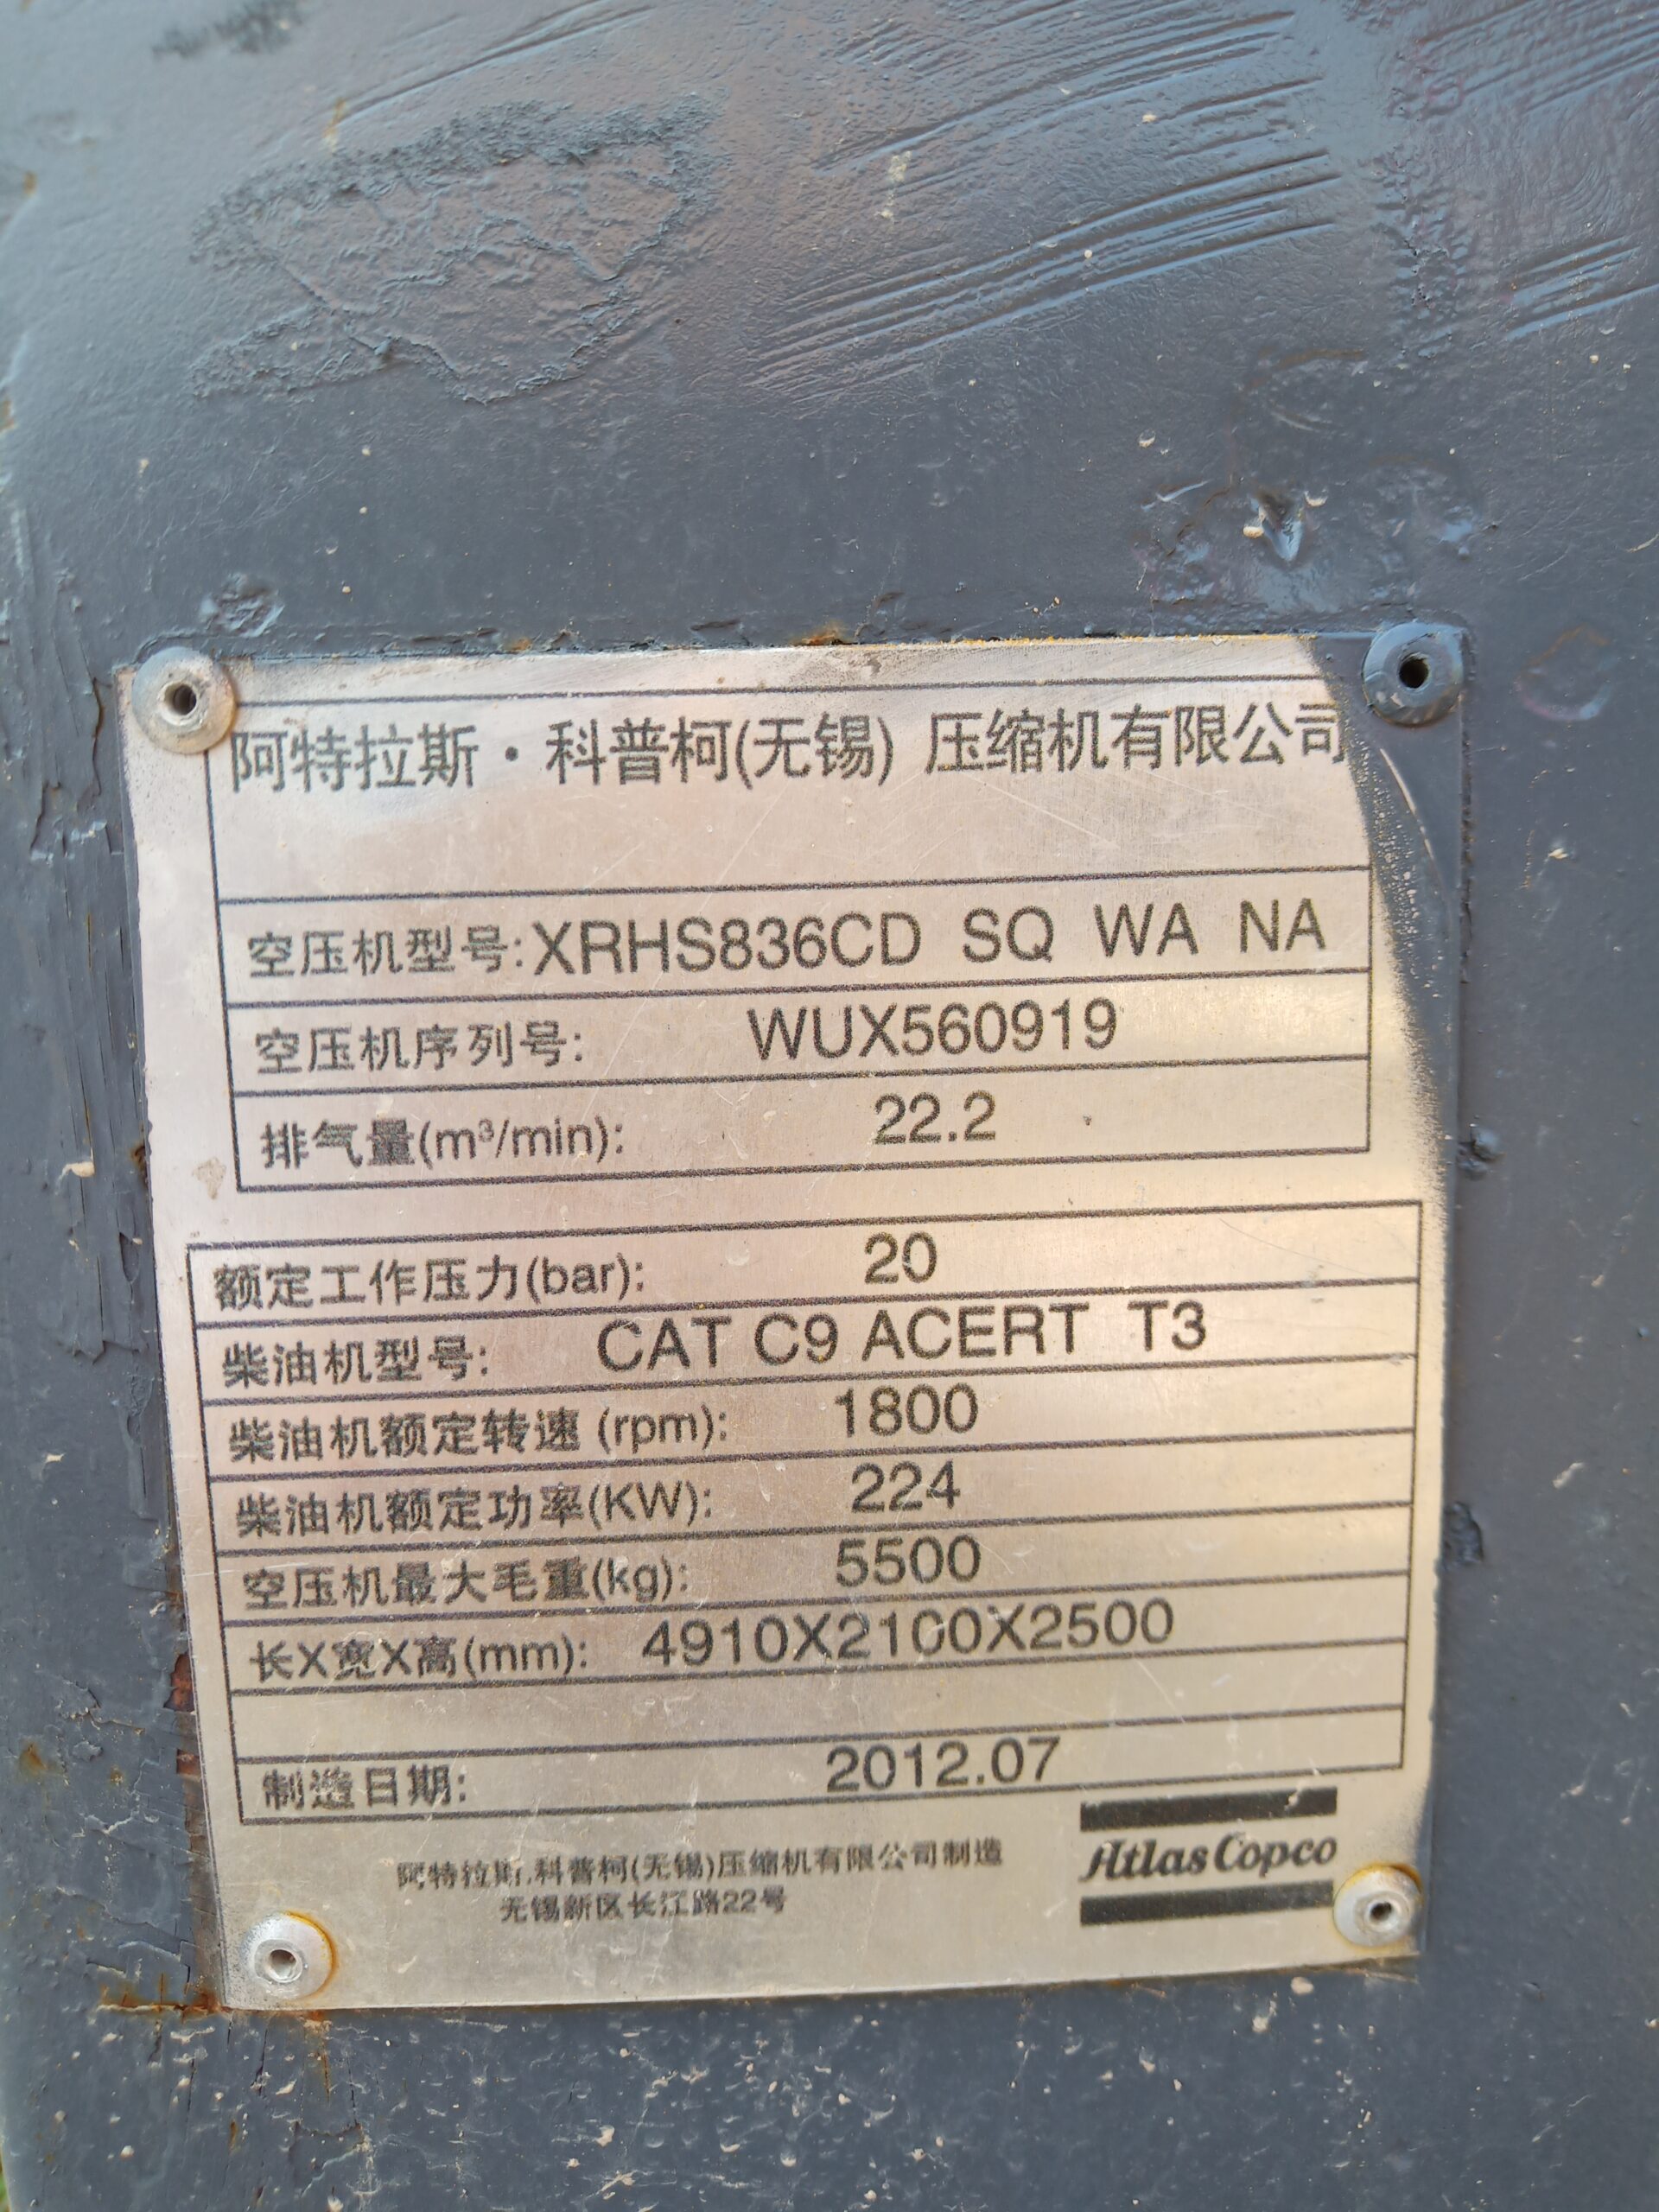 阿特拉斯·科普柯(无锡) 压缩机有限公司
空压机型号:XRHS836CD SQ WA NA
空压机序列号: WUX560919
排气量(m³/min): 22.2
额定工作压力(bar): 20
柴油机型号: CAT C9 ACERT T3
柴油机额定转速 (rpm): 1800
柴油机额定功率(KW): 224
空压机最大毛重(kg): 5500
长X宽X高(mm): 4910X2100X2500
制造日期: 2012.07
阿特拉斯.科普柯(无锡)压缩机有限公司制造
无锡新区长江路22号
Atlas Copco